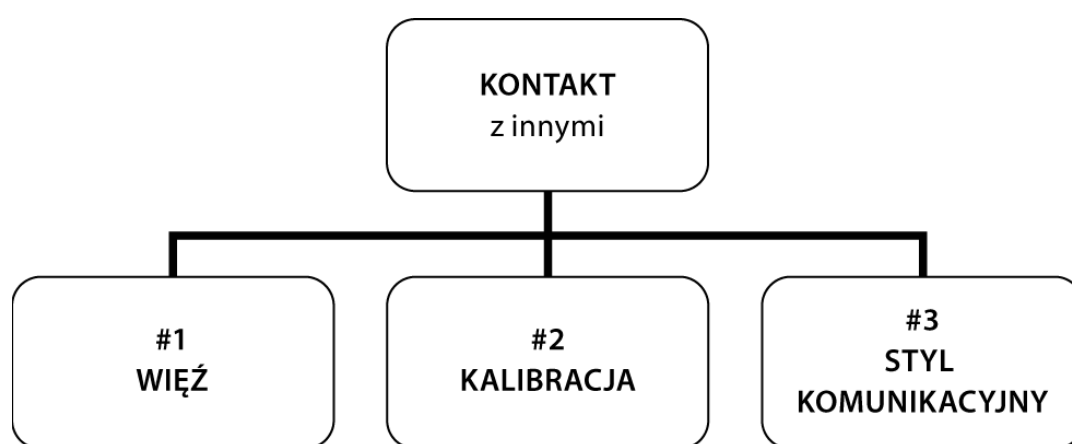 KONTAKT
z innymi
#1
WIĘŹ
#2
KALIBRACJA
#3
STYL
KOMUNIKACYJNY